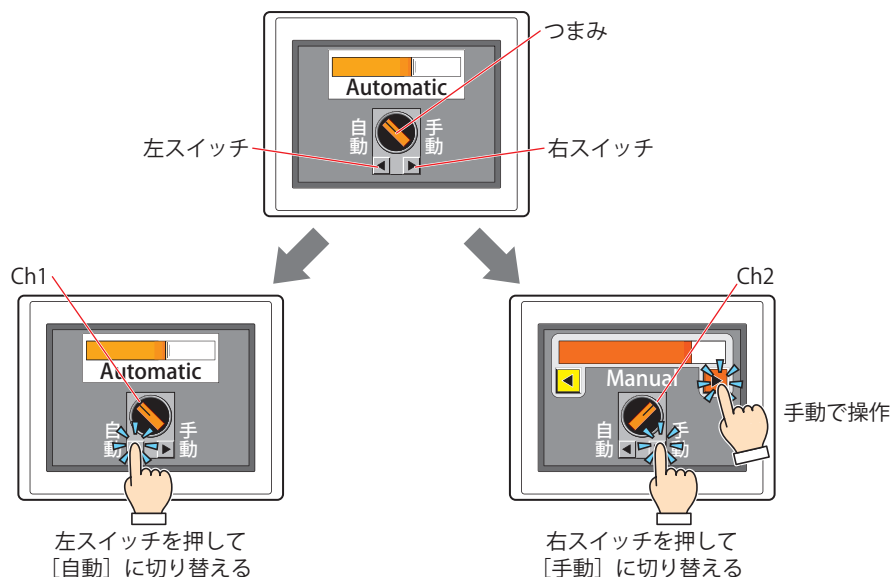 つまみ
Automatic
自動
手動
左スイッチ
右スイッチ
Ch1
Ch2
Automatic
自動
手動
Manual
自動
手動
手動で操作
左スイッチを押して
［自動］に切り替える
右スイッチを押して
［手動］に切り替える